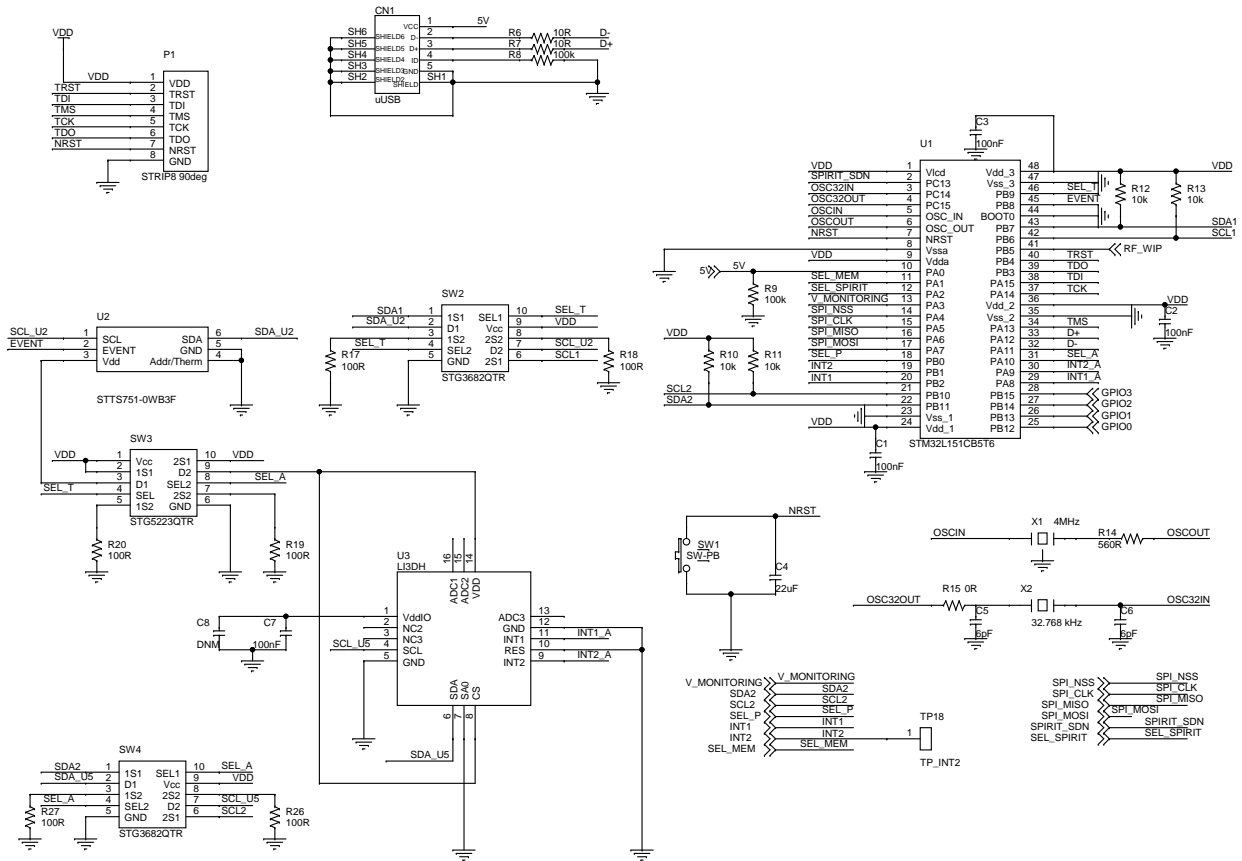 CN1
VCC 1 5V
SH6 SHIELD6 D- 2 R6 10R D-
SH5 SHIELD5 D+ 3 R7 10R D+
SH4 SHIELD4 ID 4 R8 100k
SH3 SHIELD3 GND 5
SH2 SHIELD2 SHIELD SH1
uUSB
VDD
P1
VDD 1 VDD
TRST 2 TRST
TDI 3 TDI
TMS 4 TMS
TCK 5 TCK
TDO 6 TDO
NRST 7 NRST
8 GND
STRIP8 90deg
C3
100nF
U1
VDD 1 Vlcd Vdd_3 48 VDD
SPIRIT_SDN 2 PC13 Vss_3 47
OSC32IN 3 PC14 PB9 46 SEL_T
OSC32OUT 4 PC15 PB8 45 EVENT
OSCIN 5 OSC_IN BOOT0 44
OSCOUT 6 OSC_OUT PB7 43 SDA1
NRST 7 NRST PB6 42 SCL1
8 Vssa PB5 41 RF_WIP
VDD 9 Vdda PB4 40 TRST
5V 5V 10 PA0 PB3 39 TDO
SEL_MEM 11 PA1 PA15 38 TDI
SEL_SPIRIT 12 PA2 PA14 37 TCK
V_MONITORING 13 PA3 Vdd_2 36 VDD
SPI_NSS 14 PA4 Vss_2 35
SPI_CLK 15 PA5 PA13 34 TMS
SPI_MISO 16 PA6 PA12 33 D+
SPI_MOSI 17 PA7 PA11 32 D-
SEL_P 18 PB0 PA10 31 SEL_A
INT2 19 PB1 PA9 30 INT2_A
INT1 20 PB2 PA8 29 INT1_A
SCL2 21 PB10 PB15 28 GPIO3
SDA2 22 PB11 PB14 27 GPIO2
23 Vss_1 PB13 26 GPIO1
VDD 24 Vdd_1 PB12 25 GPIO0
STM32L151CB5T6
R12
10k
R13
10k
R9
100k
C2
100nF
VDD
R10
10k
R11
10k
C1
100nF
U2
SCL_U2 1 SCL SDA 6 SDA_U2
EVENT 2 EVENT GND 5
3 Vdd Addr/Therm 4
STTS751-0WB3F
SW2
SDA1 1 1S1 SEL1 10 SEL_T
SDA_U2 2 D1 Vcc 9 VDD
3 1S2 2S2 8
SEL_T 4 SEL2 D2 7 SCL_U2
5 GND 2S1 6 SCL1
STG3682QTR
R17
100R
R18
100R
SW3
VDD 1 Vcc 2S1 10 VDD
2 1S1 D2 9
3 D1 SEL2 8 SEL_A
SEL_T 4 SEL 2S2 7
5 1S2 GND 6
STG5223QTR
R20
100R
R19
100R
U3
LI3DH
16 15 14
ADC1 ADC2 VDD
1 VddIO ADC3 13
2 NC2 GND 12
3 NC3 INT1 11 INT1_A
SCL_U5 4 SCL RES 10
5 GND INT2 9 INT2_A
SDA SA0 CS
6 7 8
SDA_U5
C8
DNM
C7
100nF
SW4
SDA2 1 1S1 SEL1 10 SEL_A
SDA_U5 2 D1 Vcc 9 VDD
3 1S2 2S2 8
SEL_A 4 SEL2 D2 7 SCL_U5
5 GND 2S1 6 SCL2
STG3682QTR
R27
100R
R26
100R
NRST
SW1
SW-PB
C4
22uF
OSCIN X1 4MHz R14 OSCOUT
560R
OSC32OUT R15 0R X2 OSC32IN
C5
6pF
32.768 kHz
C6
6pF
V_MONITORING V_MONITORING
SDA2 SDA2
SCL2 SCL2
SEL_P SEL_P
INT1 INT1
INT2 INT2
SEL_MEM SEL_MEM
TP18
1
TP_INT2
SPI_NSS SPI_NSS
SPI_CLK SPI_CLK
SPI_MISO SPI_MISO
SPI_MOSI SPI_MOSI
SPIRIT_SDN SPIRIT_SDN
SEL_SPIRIT SEL_SPIRIT